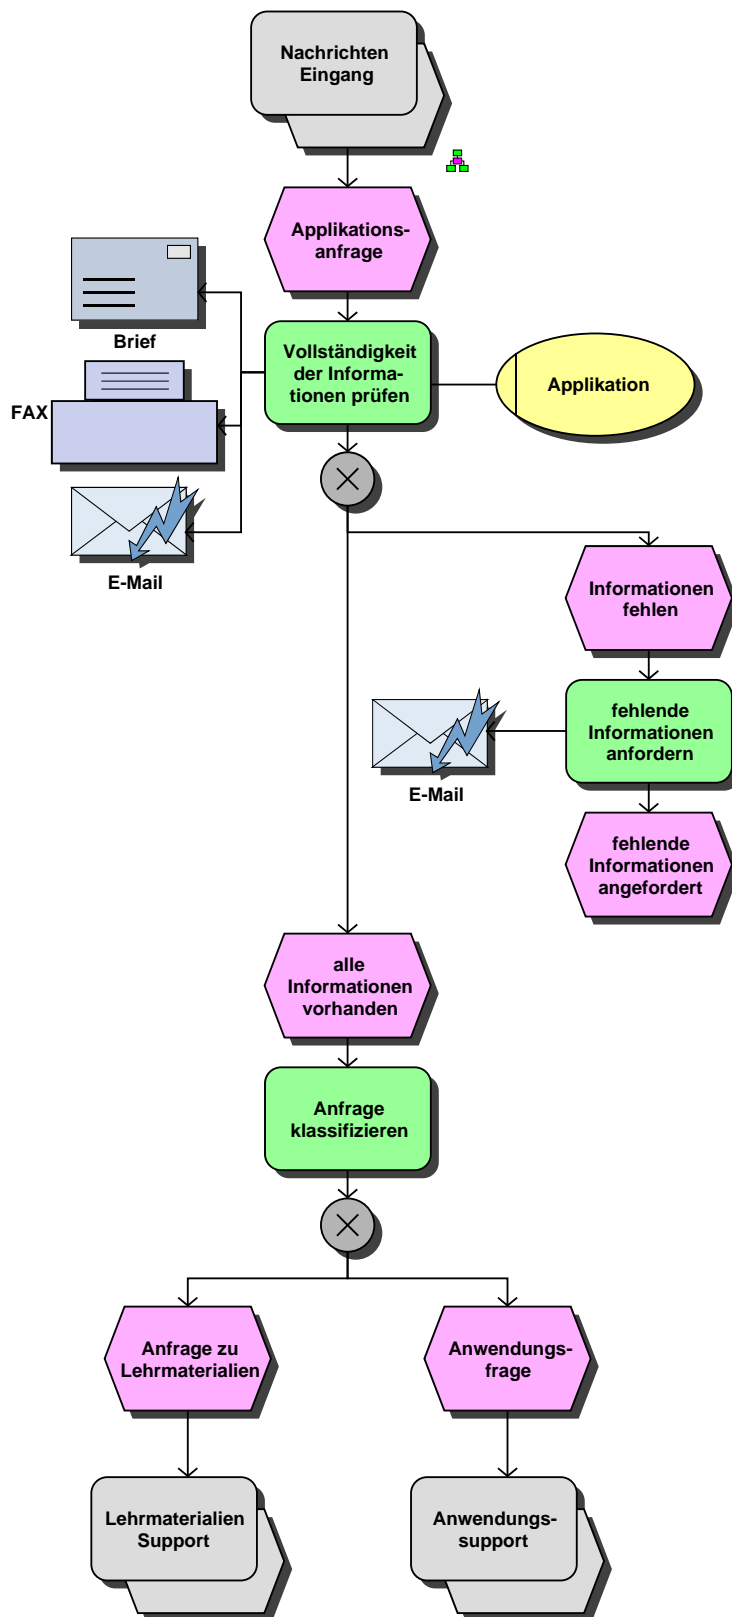 Nachrichten
Eingang
Applikations-
anfrage
Brief
Vollständigkeit
der Informa-
tionen prüfen
Applikation
FAX
E-Mail
Informationen
fehlen
fehlende
Informationen
anfordern
E-Mail
fehlende
Informationen
angefordert
alle
Informationen
vorhanden
Anfrage
klassifizieren
Anfrage zu
Lehrmaterialien
Anwendungs-
frage
Lehrmaterialien
Support
Anwendungs-
support